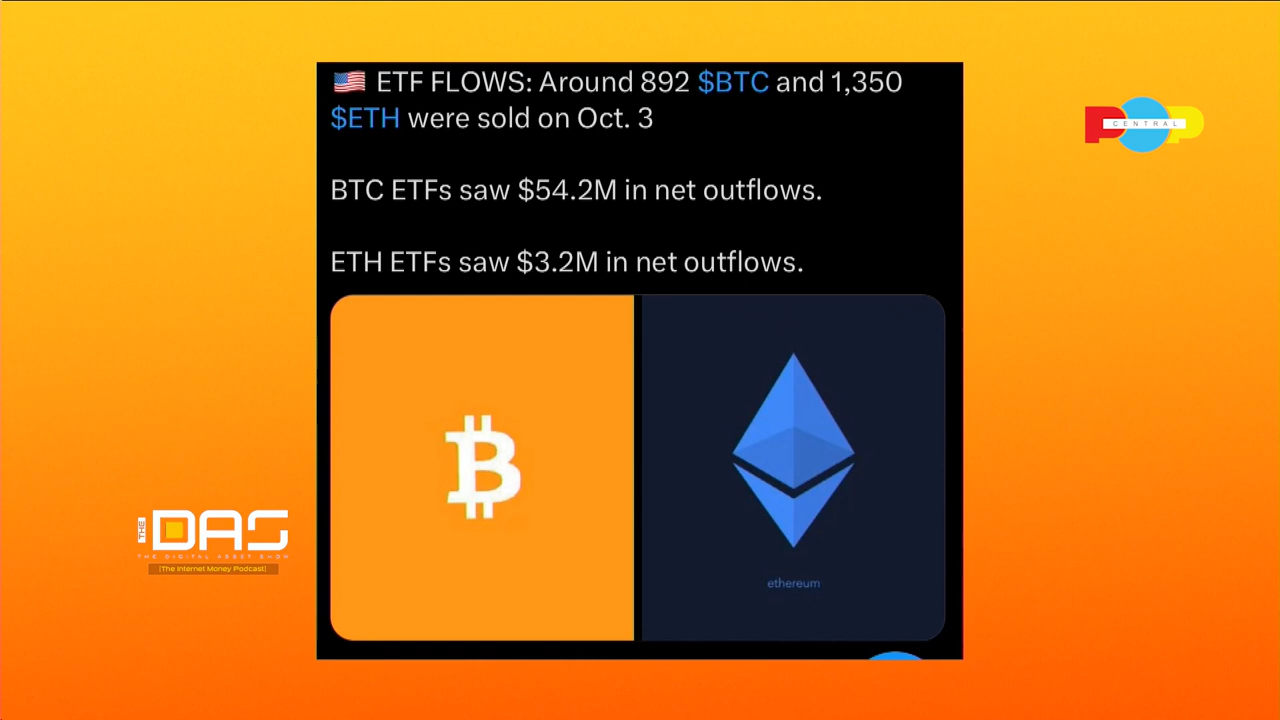 🇺🇸 ETF FLOWS: Around 892 $BTC and 1,350
$ETH were sold on Oct. 3
BTC ETFs saw $54.2M in net outflows.
ETH ETFs saw $3.2M in net outflows.
POP
CENTRAL
THE DAS
THE DIGITAL ASSET SHOW
[The Internet Money Podcast]
ethereum